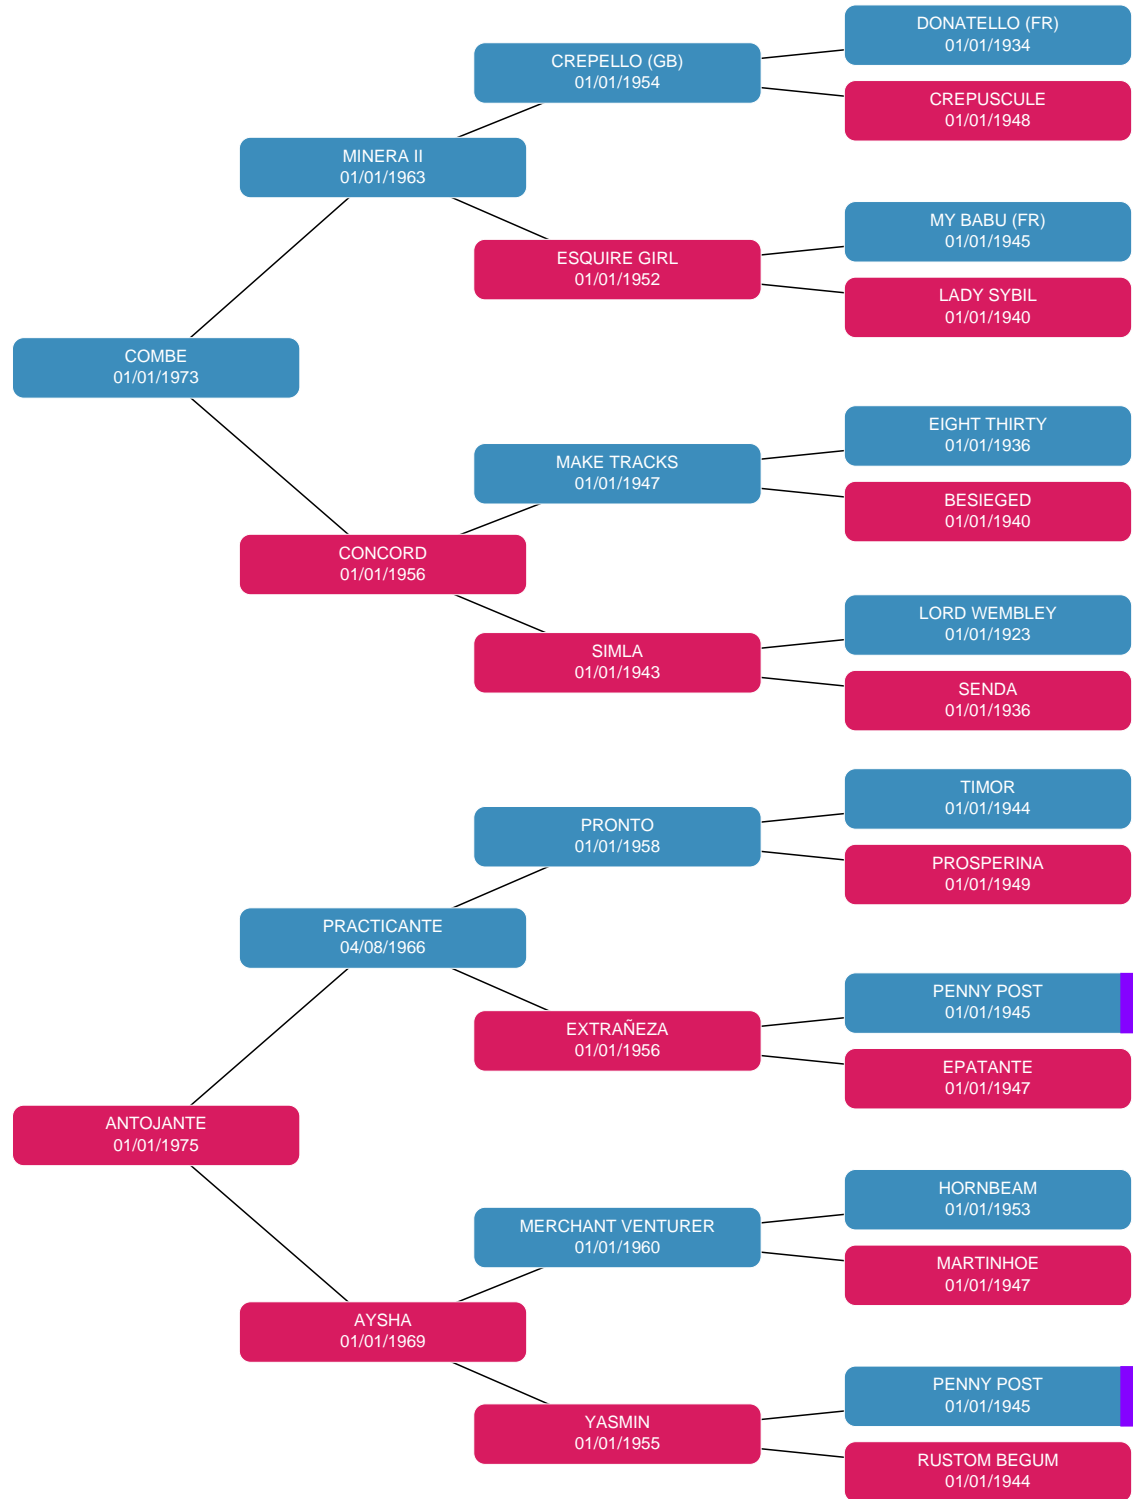 DONATELLO (FR)
01/01/1934
CREPELLO (GB)
01/01/1954
CREPUSCULE
01/01/1948
MINERA II
01/01/1963
MY BABU (FR)
01/01/1945
ESQUIRE GIRL
01/01/1952
LADY SYBIL
01/01/1940
COMBE
01/01/1973
EIGHT THIRTY
01/01/1936
MAKE TRACKS
01/01/1947
BESIEGED
01/01/1940
CONCORD
01/01/1956
LORD WEMBLEY
01/01/1923
SIMLA
01/01/1943
SENDA
01/01/1936
TIMOR
01/01/1944
PRONTO
01/01/1958
PROSPERINA
01/01/1949
PRACTICANTE
04/08/1966
PENNY POST
01/01/1945
EXTRAÑEZA
01/01/1956
EPATANTE
01/01/1947
ANTOJANTE
01/01/1975
HORNBEAM
01/01/1953
MERCHANT VENTURER
01/01/1960
MARTINHOE
01/01/1947
AYSHA
01/01/1969
PENNY POST
01/01/1945
YASMIN
01/01/1955
RUSTOM BEGUM
01/01/1944